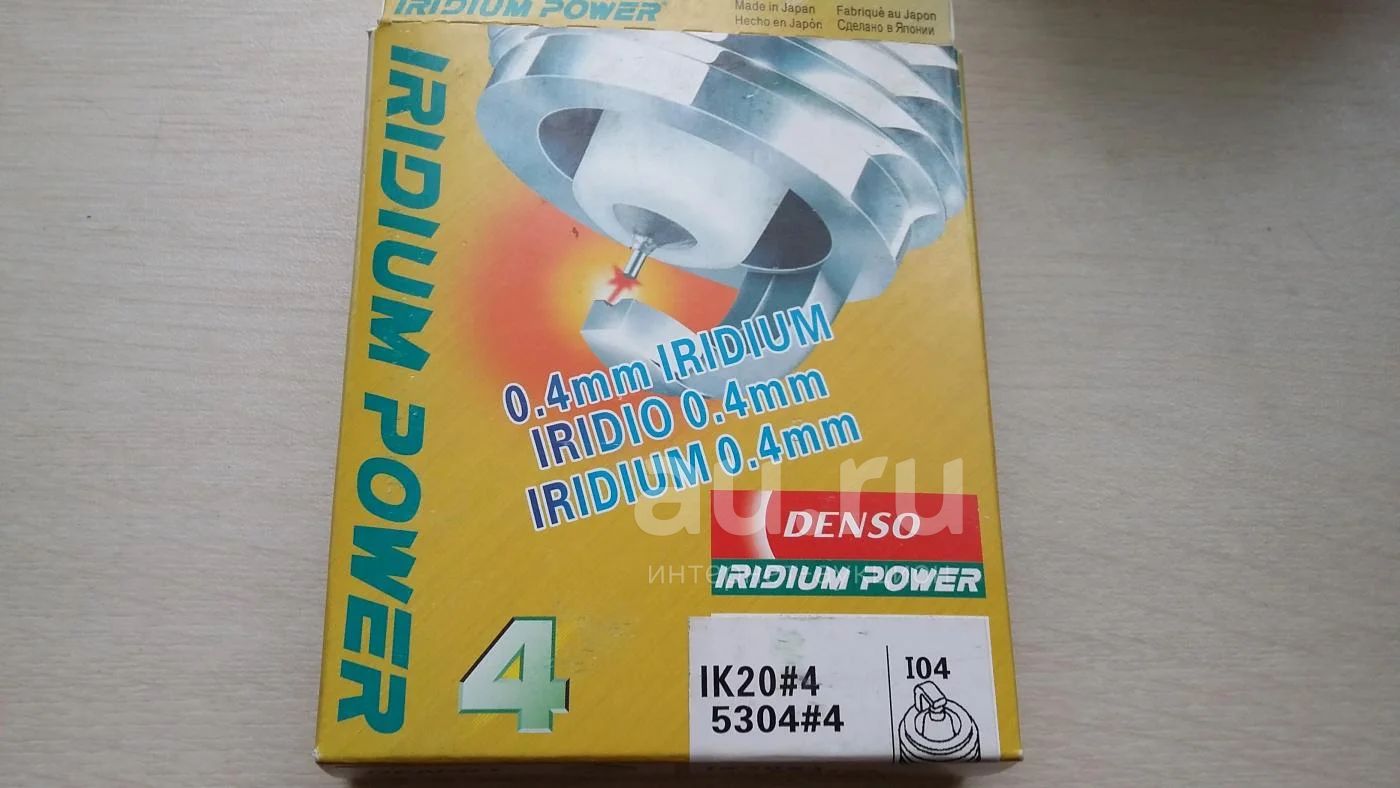 IRIDIUM POWER
Made in Japan Fabriqué au Japon
Hecho en Japón Сделано в Японии
IRIDIUM POWER
0.4mm IRIDIUM
IRIDIO 0.4mm
IRIDIUM 0.4mm
au.ru
DENSO
IRIDIUM POWER
4
IK20#4
5304#4
I04